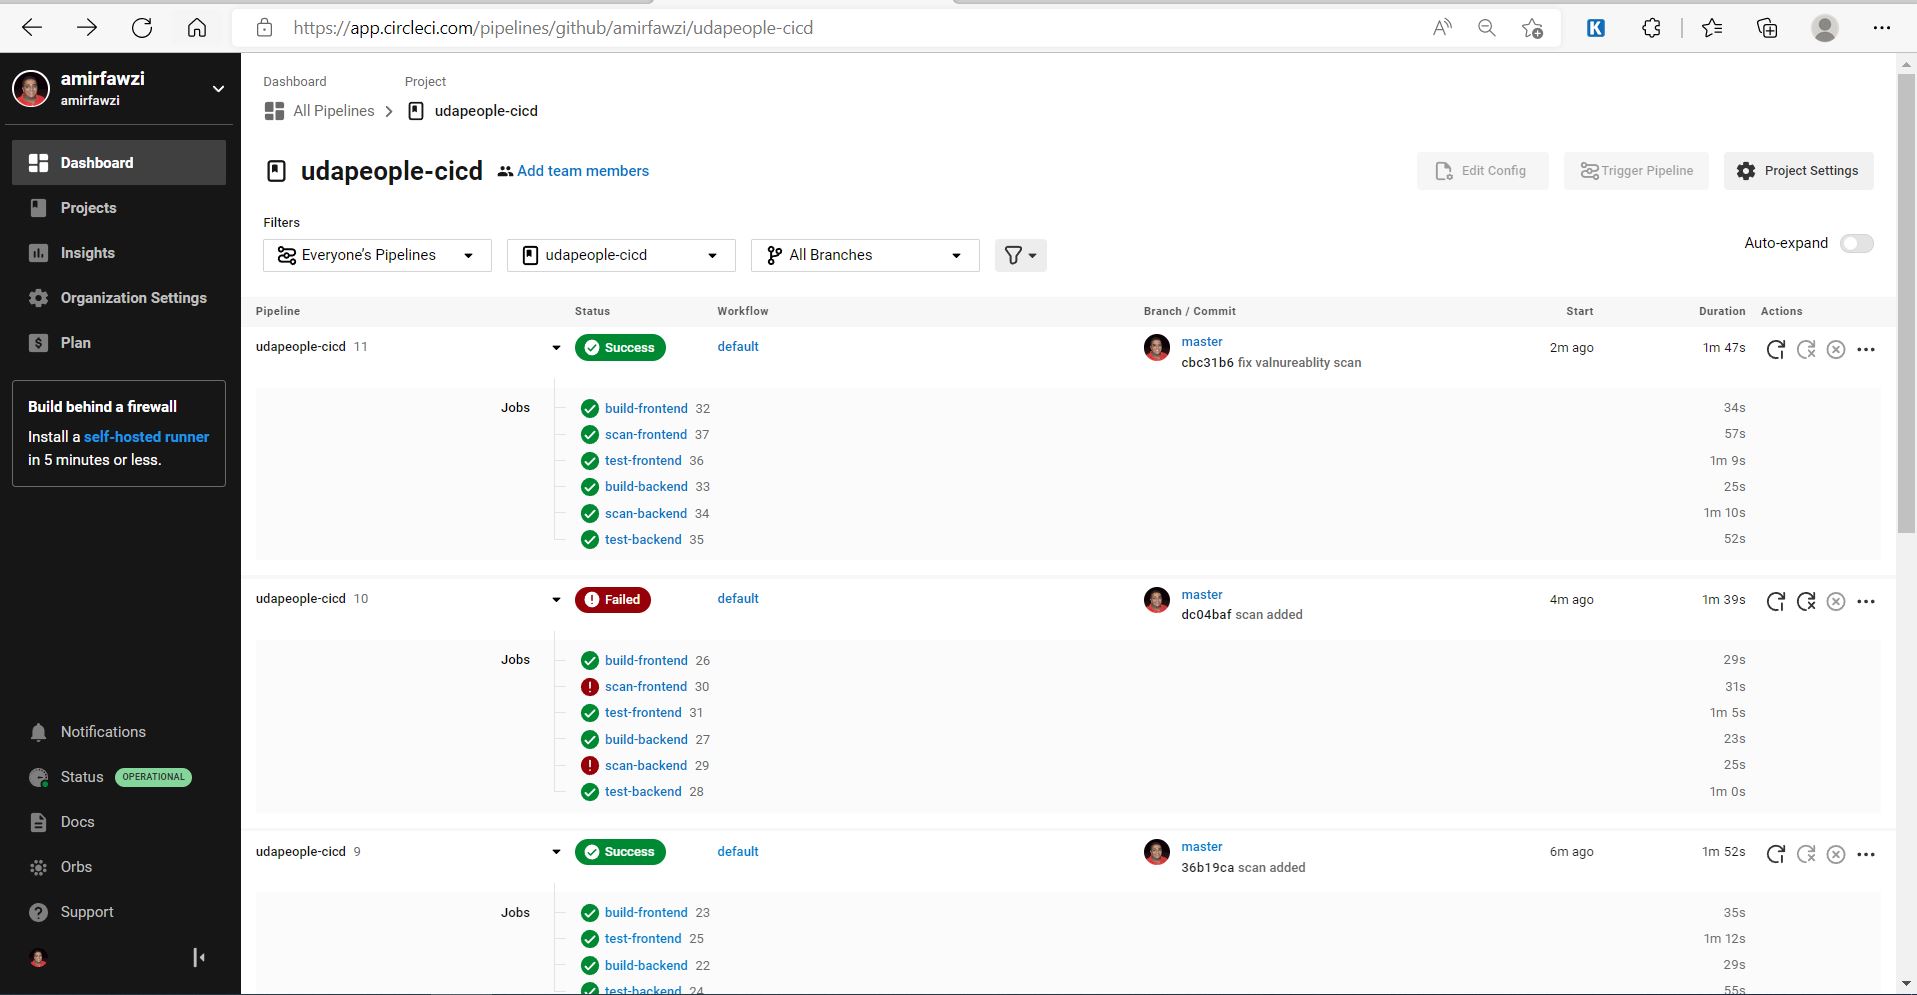 https://app.circleci.com/pipelines/github/amirfawzi/udapeople-cicd
amirfawzi
amirfawzi
Dashboard
Projects
Insights
Organization Settings
Plan
Build behind a firewall
Install a self-hosted runner
in 5 minutes or less.
Notifications
Status OPERATIONAL
Docs
Orbs
Support
Dashboard Project
All Pipelines udapeople-cicd
udapeople-cicd Add team members
Edit Config Trigger Pipeline Project Settings
Filters
Everyone’s Pipelines udapeople-cicd All Branches
Auto-expand
Pipeline Status Workflow Branch / Commit Start Duration Actions
udapeople-cicd 11 Success default master 2m ago 1m 47s
cbc31b6 fix valnureablity scan
Jobs build-frontend 32 34s
scan-frontend 37 57s
test-frontend 36 1m 9s
build-backend 33 25s
scan-backend 34 1m 10s
test-backend 35 52s
udapeople-cicd 10 Failed default master 4m ago 1m 39s
dc04baf scan added
Jobs build-frontend 26 29s
scan-frontend 30 31s
test-frontend 31 1m 5s
build-backend 27 23s
scan-backend 29 25s
test-backend 28 1m 0s
udapeople-cicd 9 Success default master 6m ago 1m 52s
36b19ca scan added
Jobs build-frontend 23 35s
test-frontend 25 1m 12s
build-backend 22 29s
test-backend 24 55s